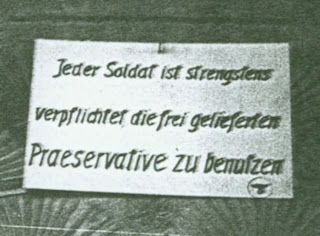 Jeder Soldat ist strengstens
verpflichtet, die frei gelieferten
Praeservative zu benutzen